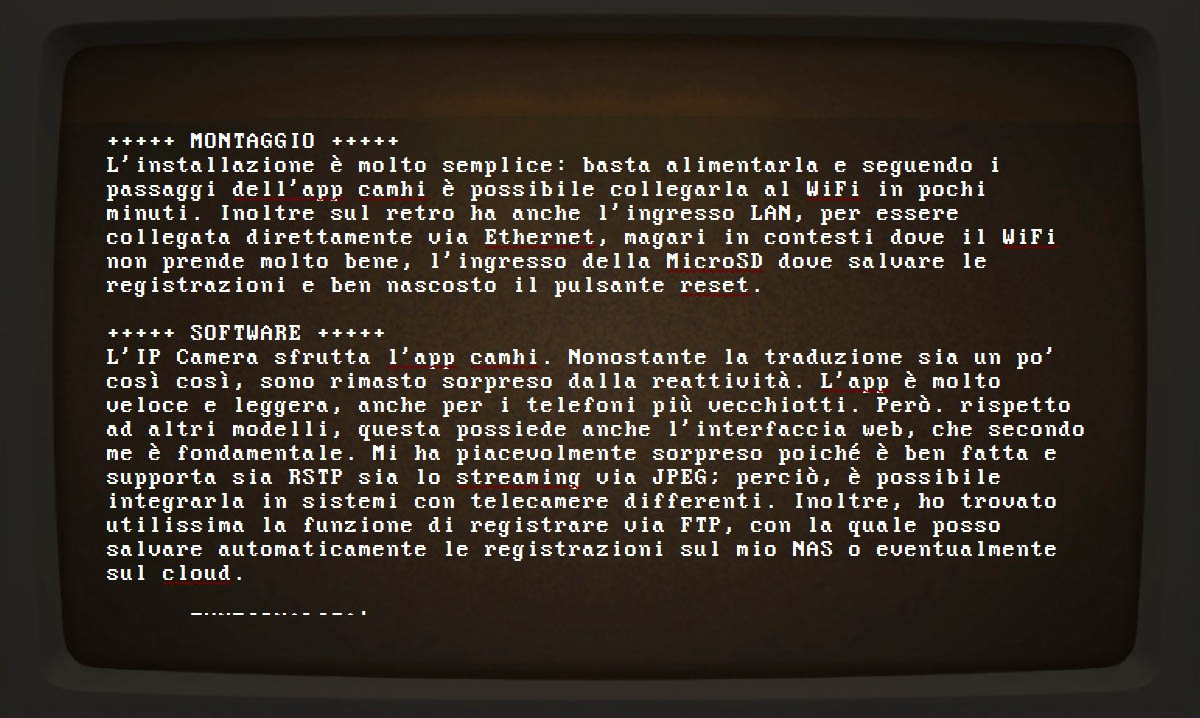 +++++ MONTAGGIO +++++
L'installazione è molto semplice: basta alimentarla e seguendo i
passaggi dell'app camhi è possibile collegarla al WiFi in pochi
minuti. Inoltre sul retro ha anche l'ingresso LAN, per essere
collegata direttamente via Ethernet, magari in contesti dove il WiFi
non prende molto bene, l'ingresso della MicroSD dove salvare le
registrazioni e ben nascosto il pulsante reset.
+++++ SOFTWARE +++++
L'IP Camera sfrutta l'app camhi. Nonostante la traduzione sia un po'
così così, sono rimasto sorpreso dalla reattività. L'app è molto
veloce e leggera, anche per i telefoni più vecchiotti. Però. rispetto
ad altri modelli, questa possiede anche l'interfaccia web, che secondo
me è fondamentale. Mi ha piacevolmente sorpreso poiché è ben fatta e
supporta sia RSTP sia lo streaming via JPEG; perciò, è possibile
integrarla in sistemi con telecamere differenti. Inoltre, ho trovato
utilissima la funzione di registrare via FTP, con la quale posso
salvare automaticamente le registrazioni sul mio NAS o eventualmente
sul cloud.